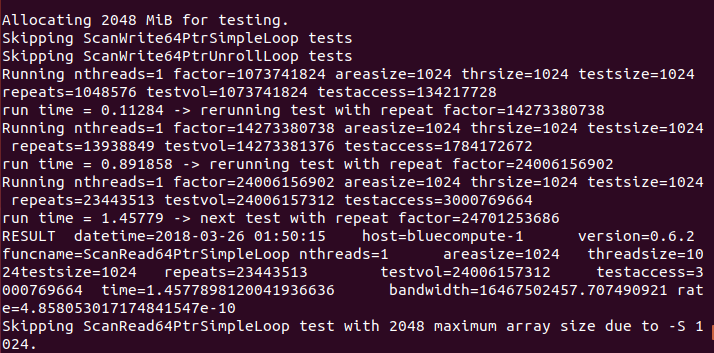 Allocating 2048 MiB for testing.
Skipping ScanWrite64PtrSimpleLoop tests
Skipping ScanWrite64PtrUnrollLoop tests
Running nthreads=1 factor=1073741824 areasize=1024 thrsize=1024 testsize=1024
repeats=1048576 testvol=1073741824 testaccess=134217728
run time = 0.11284 -> rerunning test with repeat factor=14273380738
Running nthreads=1 factor=14273380738 areasize=1024 thrsize=1024 testsize=1024
repeats=13938849 testvol=14273381376 testaccess=1784172672
run time = 0.891858 -> rerunning test with repeat factor=24006156902
Running nthreads=1 factor=24006156902 areasize=1024 thrsize=1024 testsize=1024
repeats=23443513 testvol=24006157312 testaccess=3000769664
run time = 1.45779 -> next test with repeat factor=24701253686
RESULT datetime=2018-03-26 01:50:15 host=bluecompute-1 version=0.6.2
funcname=ScanRead64PtrSimpleLoop nthreads=1 areasize=1024 threadsize=10
24testsize=1024 repeats=23443513 testvol=24006157312 testaccess=3
000769664 time=1.4577898120041936636 bandwidth=16467502457.707490921 rat
e=4.858053017174841547e-10
Skipping ScanRead64PtrSimpleLoop test with 2048 maximum array size due to -S 1
024.